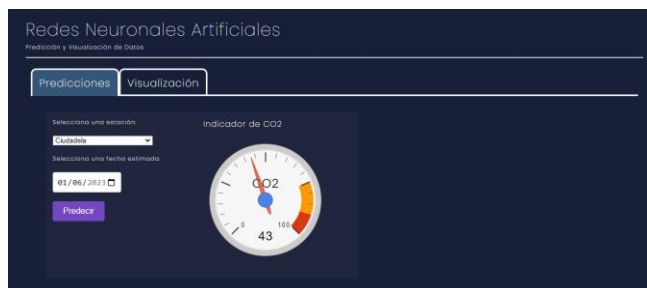 Redes Neuronales Artificiales
Predicción y Visualización de Datos
Predicciones
Visualización
Selecciona una estación:
Ciudadela
Selecciona una fecha estimada:
01/06/2023
Predecir
Indicador de CO2
CO2
0
100
43